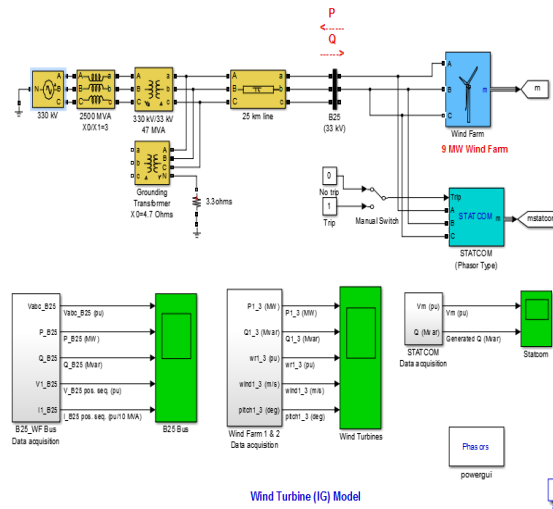 P
Q
A
B
C
N
A
B
C
A
B
C
A
B
C
a
b
c
A
B
C
a
b
c
A
B
C
m
m
330 kV
2500 MVA
X0/X1=3
330 kV/33 kV
47 MVA
25 km line
B25
(33 kV)
Wind Farm
9 MW Wind Farm
A
B
C
N
Grounding
Transformer
X0=4.7 Ohms
3.3ohms
0
No trip
1
Trip
Manual Switch
Trip
A
B
C
STATCOM
m
mstatcom
STATCOM
(Phasor Type)
Vabc_B25
Vabc_B25 (pu)
P_B25
P_B25 (MW)
Q_B25
Q_B25 (Mvar)
V1_B25
V_B25 pos. seq. (pu)
I1_B25
I_B25 pos. seq. (pu/10 MVA)
B25_WF Bus
Data acquisition
B25 Bus
P1_3 (MW)
P1_3 (MW)
Q1_3 (Mvar)
Q1_3 (Mvar)
wr1_3 (pu)
wr1_3 (pu)
wind1_3 (m/s)
wind1_3 (m/s)
pitch1_3 (deg)
pitch1_3 (deg)
Wind Farm 1 & 2
Data acquisition
Wind Turbines
Vm (pu)
Vm (pu)
Q (Mvar)
Generated Q (Mvar)
STATCOM
Data acquisition
Statcom
Phasors
powergui
Wind Turbine (IG) Model